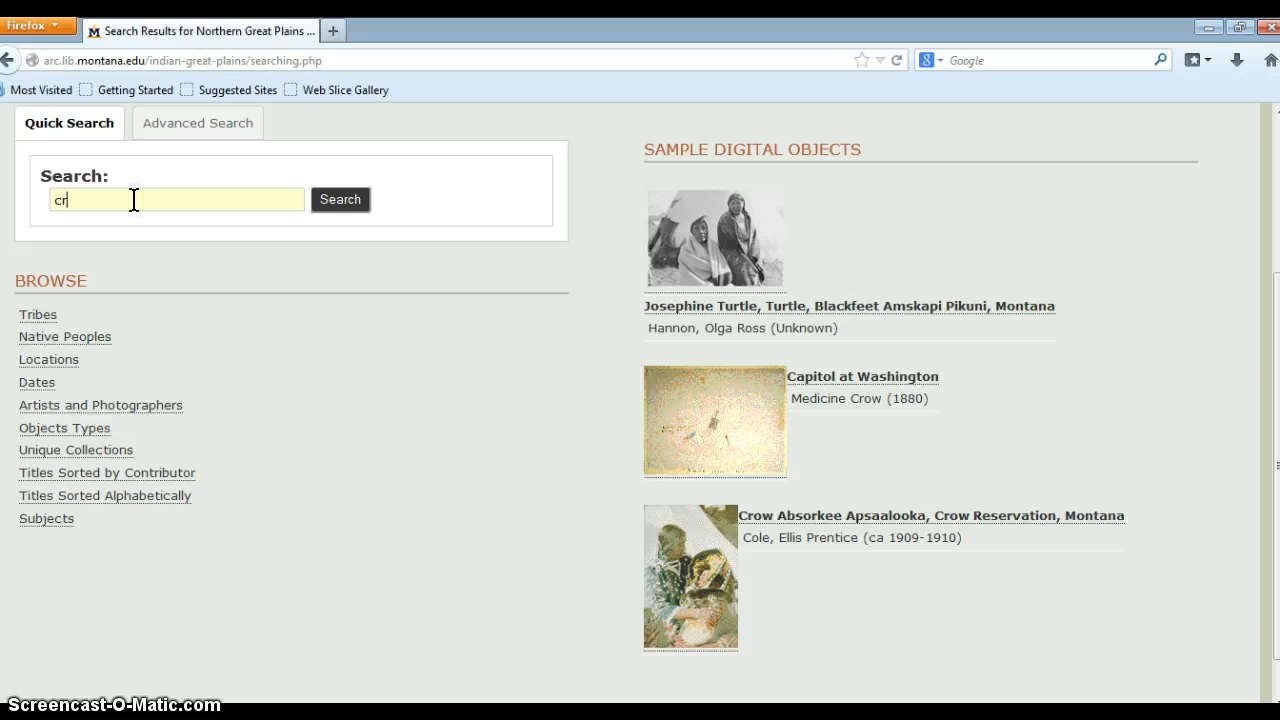 Firefox
Search Results for Northern Great Plains ...
arc.lib.montana.edu/indian-great-plains/searching.php
Google
Most Visited
Getting Started
Suggested Sites
Web Slice Gallery
Quick Search
Advanced Search
Search:
cr
Search
BROWSE
Tribes
Native Peoples
Locations
Dates
Artists and Photographers
Objects Types
Unique Collections
Titles Sorted by Contributor
Titles Sorted Alphabetically
Subjects
SAMPLE DIGITAL OBJECTS
Josephine Turtle, Turtle, Blackfeet Amskapi Pikuni, Montana
Hannon, Olga Ross (Unknown)
Capitol at Washington
Medicine Crow (1880)
Crow Absorkee Apsaalooka, Crow Reservation, Montana
Cole, Ellis Prentice (ca 1909-1910)
Screencast-O-Matic.com